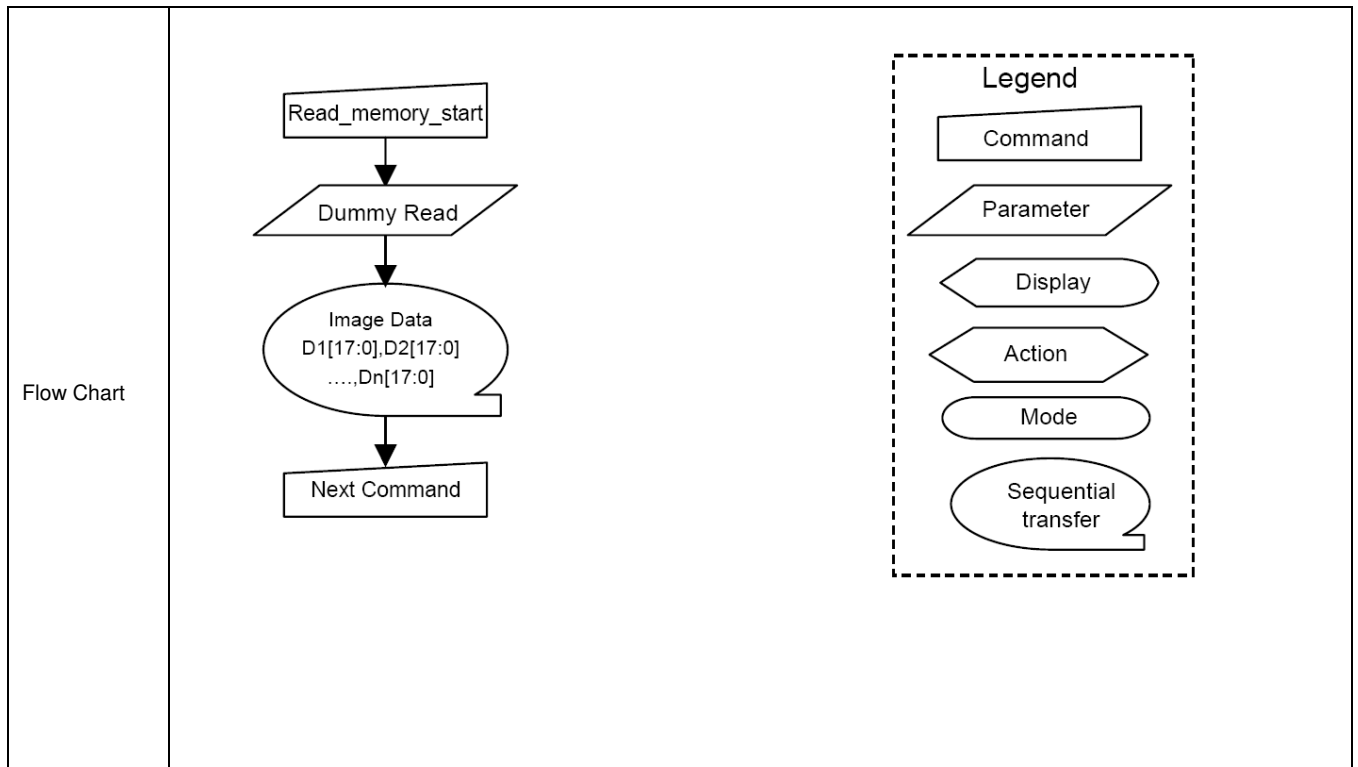 Flow Chart
Read_memory_start
Dummy Read
Image Data
D1[17:0],D2[17:0]
....,Dn[17:0]
Next Command
Legend
Command
Parameter
Display
Action
Mode
Sequential
transfer